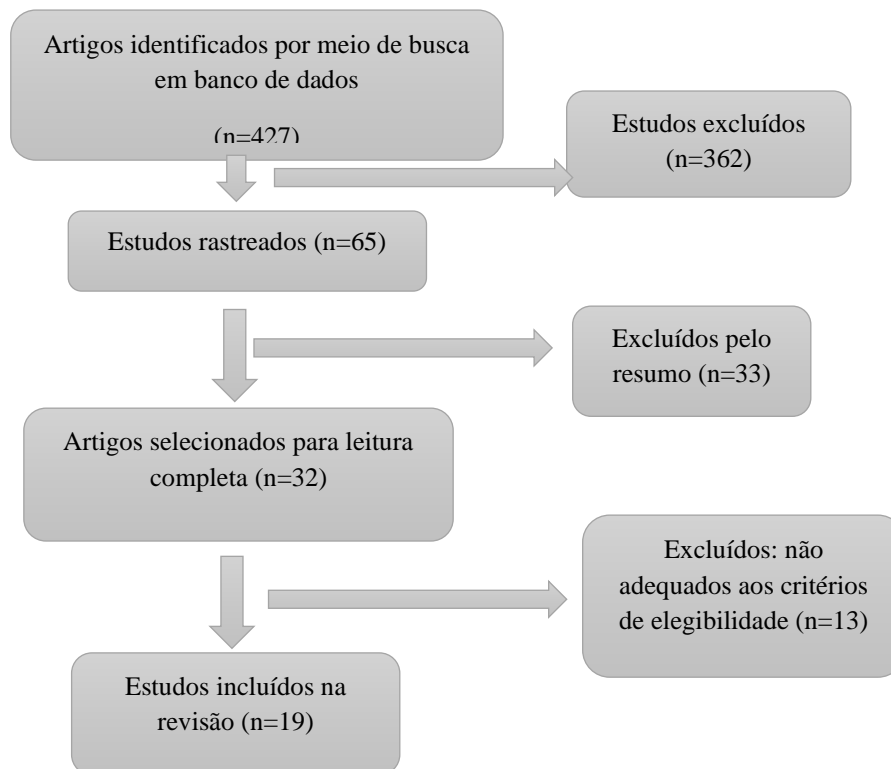 Artigos identificados por meio de busca
em banco de dados
(n=427)
Estudos excluídos
(n=362)
Estudos rastreados (n=65)
Excluídos pelo
resumo (n=33)
Artigos selecionados para leitura
completa (n=32)
Excluídos: não
adequados aos critérios
de elegibilidade (n=13)
Estudos incluídos na
revisão (n=19)